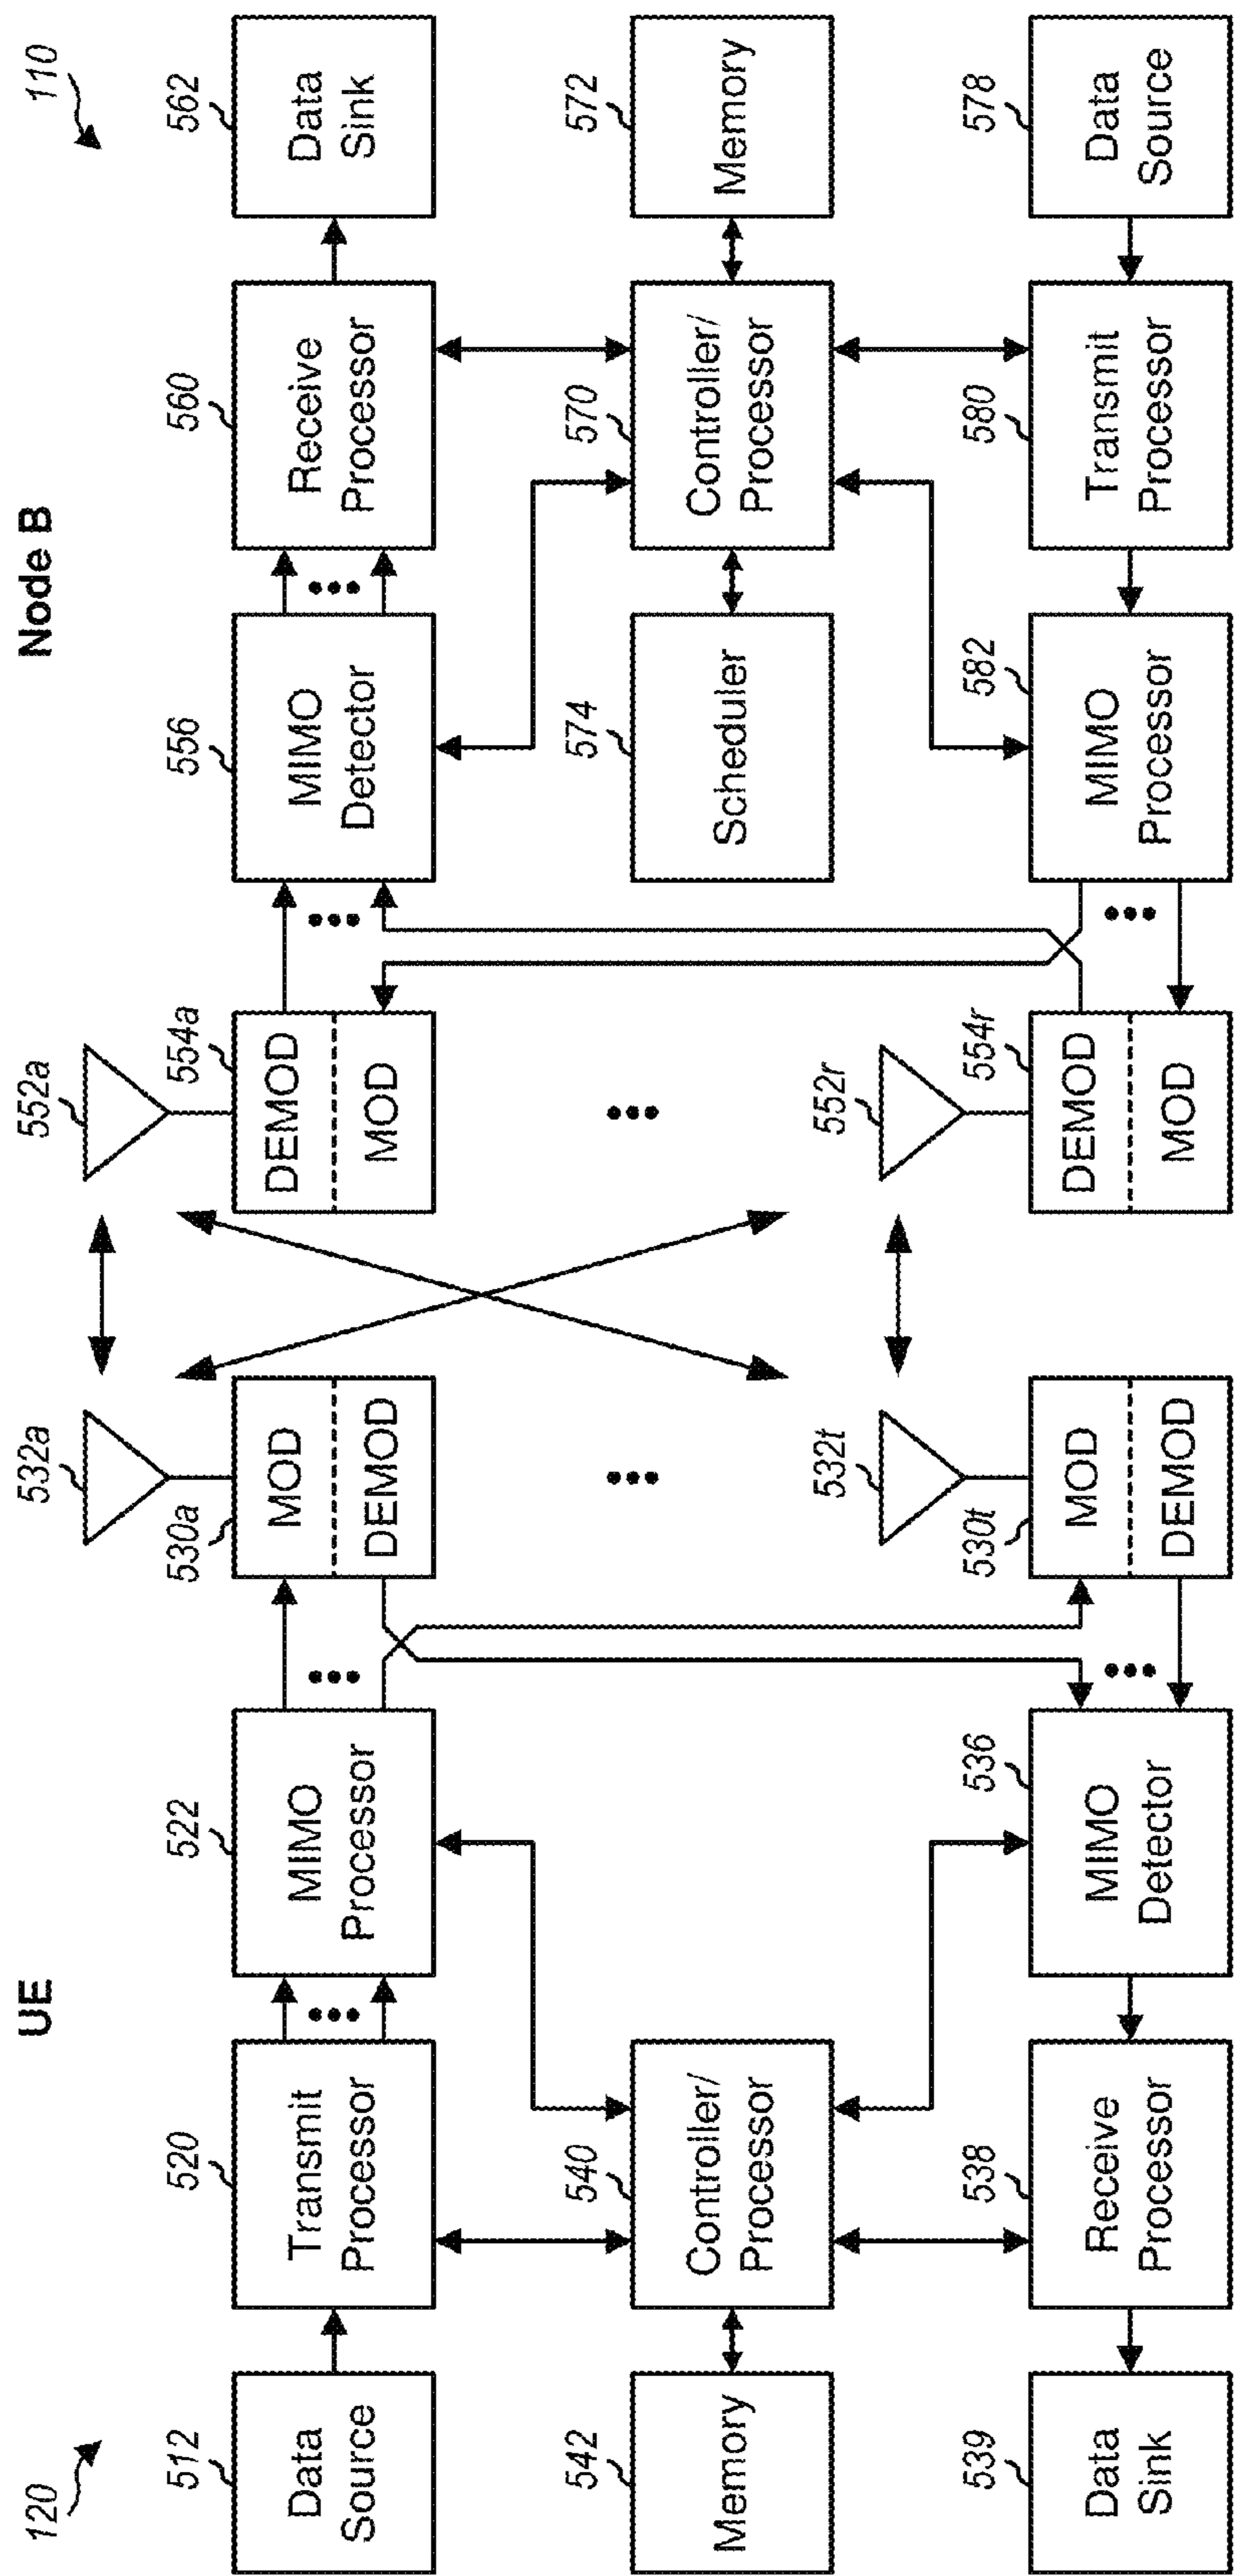 UE
Node B
120
110
512
Data
Source
520
Transmit
Processor
522
MIMO
Processor
530a
MOD
DEMOD
532a
552a
554a
DEMOD
MOD
556
MIMO
Detector
560
Receive
Processor
562
Data
Sink
542
Memory
540
Controller/
Processor
574
Scheduler
570
Controller/
Processor
572
Memory
539
Data
Sink
538
Receive
Processor
536
MIMO
Detector
530t
MOD
DEMOD
532t
552r
554r
DEMOD
MOD
582
MIMO
Processor
580
Transmit
Processor
578
Data
Source